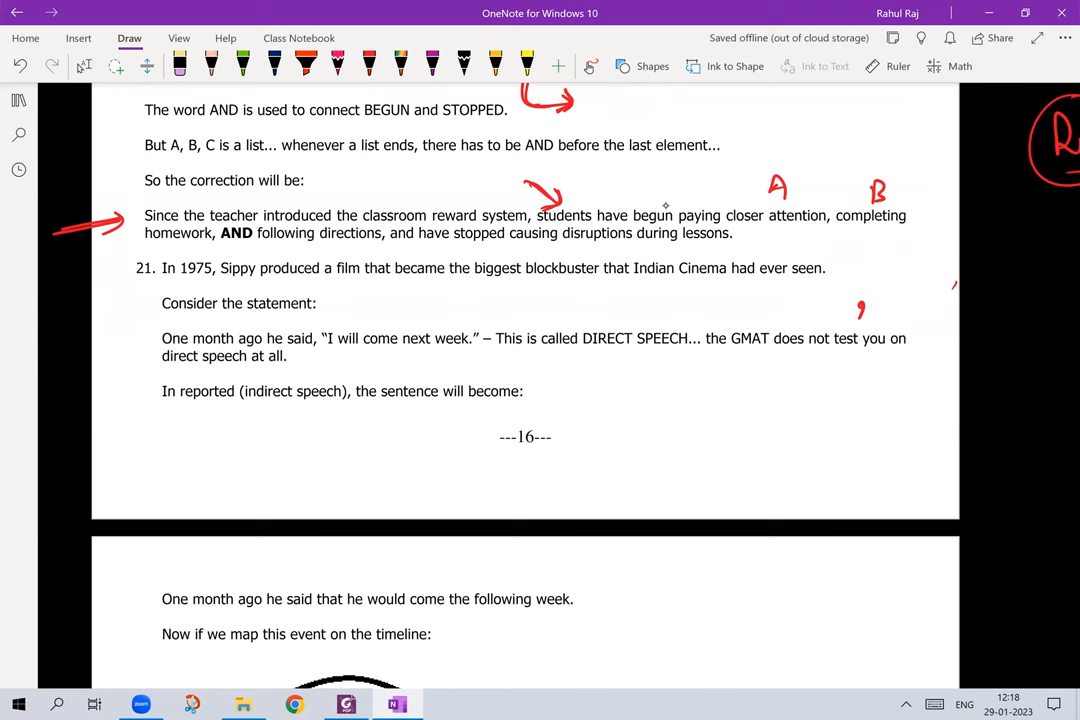 OneNote for Windows 10
Rahul Raj
Home Insert Draw View Help Class Notebook
Saved offline (out of cloud storage)
Share
Shapes Ink to Shape Ink to Text Ruler Math
The word AND is used to connect BEGUN and STOPPED.
But A, B, C is a list... whenever a list ends, there has to be AND before the last element...
So the correction will be:
A B
Since the teacher introduced the classroom reward system, students have begun paying closer attention, completing
homework, AND following directions, and have stopped causing disruptions during lessons.
21. In 1975, Sippy produced a film that became the biggest blockbuster that Indian Cinema had ever seen.
Consider the statement:
One month ago he said, “I will come next week.” – This is called DIRECT SPEECH... the GMAT does not test you on
direct speech at all.
In reported (indirect speech), the sentence will become:
---16---
One month ago he said that he would come the following week.
Now if we map this event on the timeline:
zoom
PDF
ENG
12:18
29-01-2023